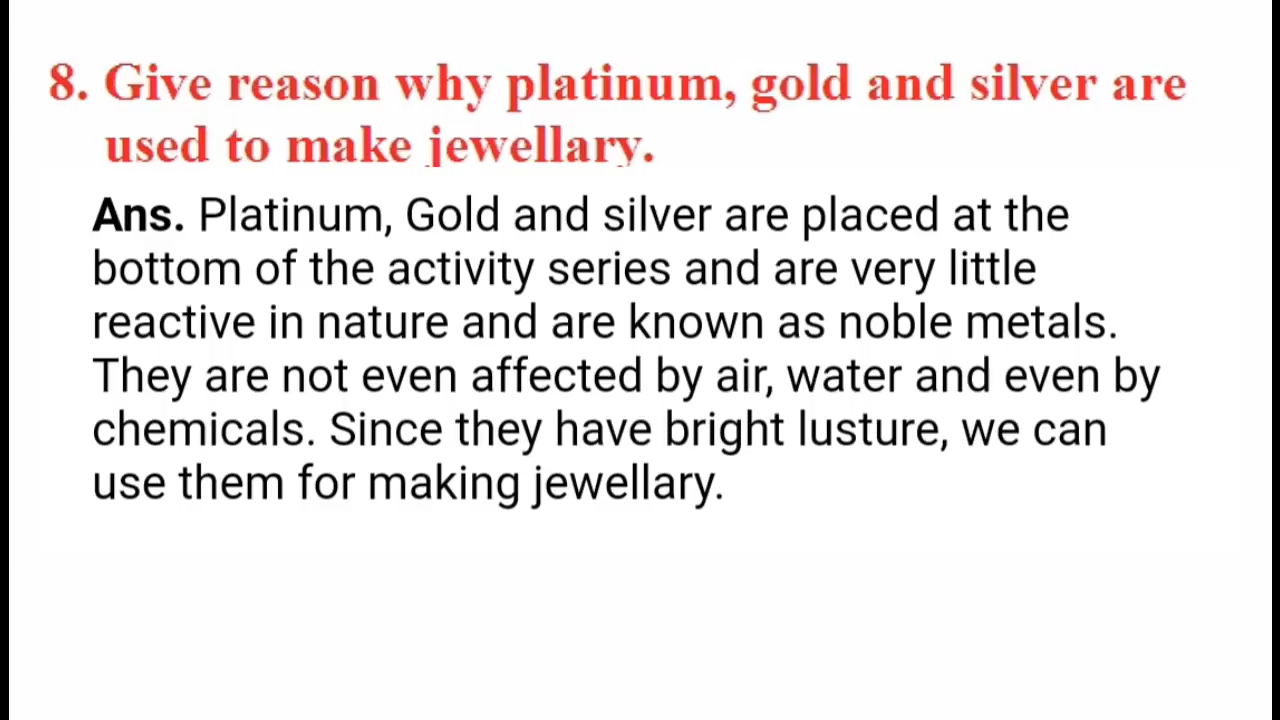 8. Give reason why platinum, gold and silver are
used to make jewellary.
Ans. Platinum, Gold and silver are placed at the
bottom of the activity series and are very little
reactive in nature and are known as noble metals.
They are not even affected by air, water and even by
chemicals. Since they have bright lusture, we can
use them for making jewellary.